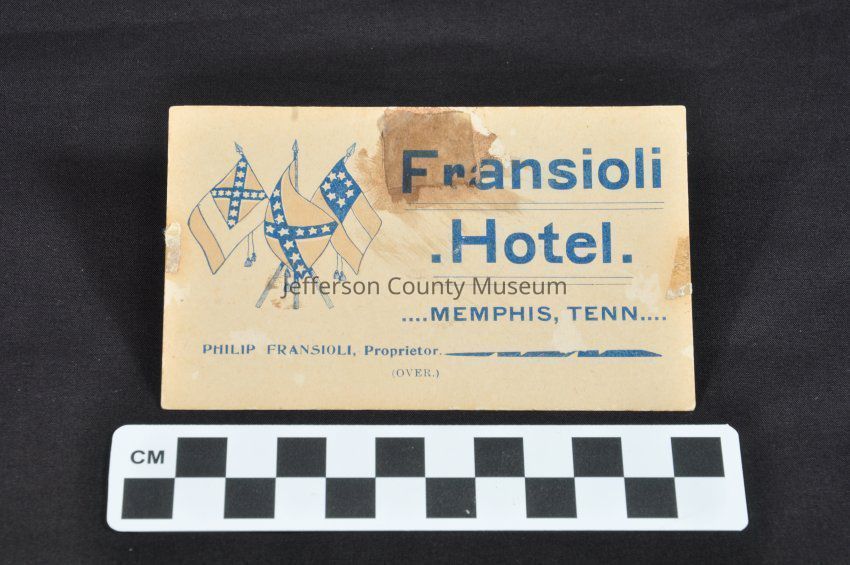 Fransioli
.Hotel.
....MEMPHIS, TENN....
PHILIP FRANSIOLI, Proprietor.
(OVER.)
Jefferson County Museum
CM